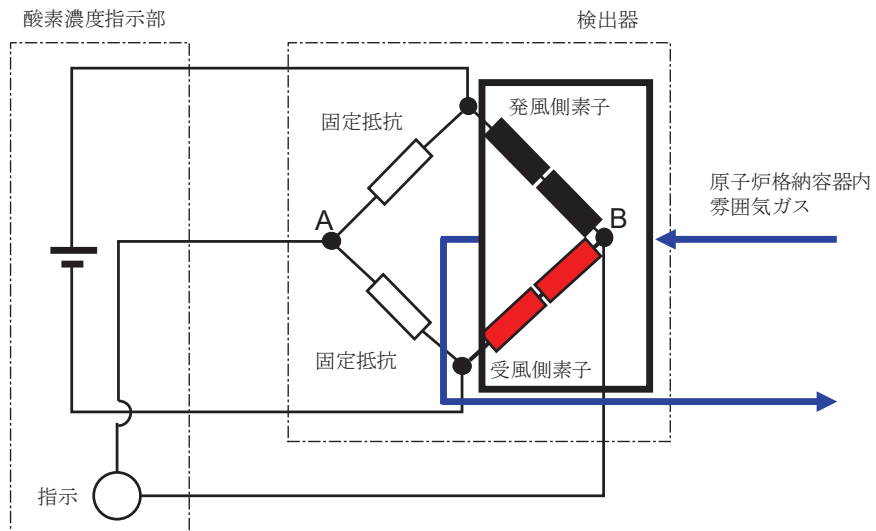 酸素濃度指示部
検出器
固定抵抗
発風側素子
原子炉格納容器内
雰囲気ガス
A
B
固定抵抗
受風側素子
指示